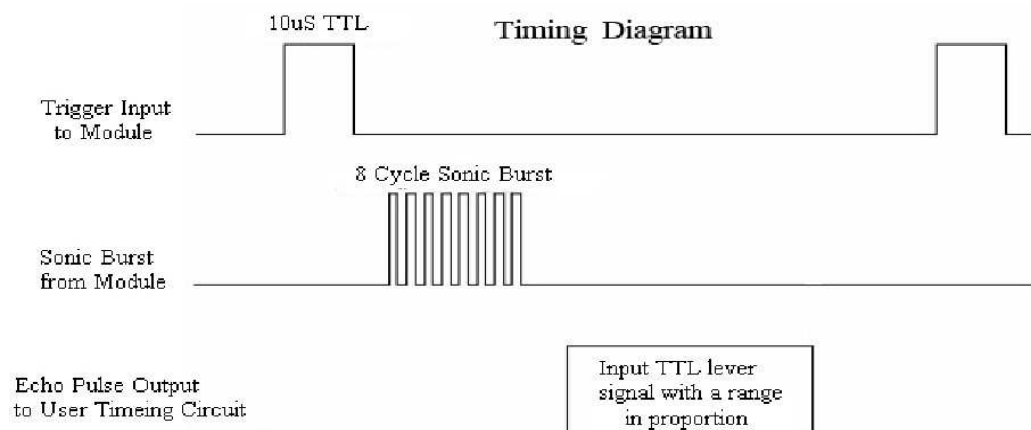 10uS TTL
Timing Diagram
Trigger Input
to Module
8 Cycle Sonic Burst
Sonic Burst
from Module
Echo Pulse Output
to User Timeing Circuit
Input TTL lever
signal with a range
in proportion